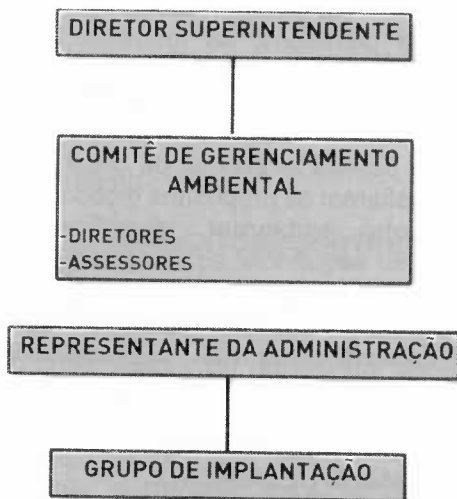 DIRETOR SUPERINTENDENTE
COMITÊ DE GERENCIAMENTO
AMBIENTAL
-DIRETORES
-ASSESSORES
REPRESENTANTE DA ADMINISTRAÇÃO
GRUPO DE IMPLANTAÇÃO